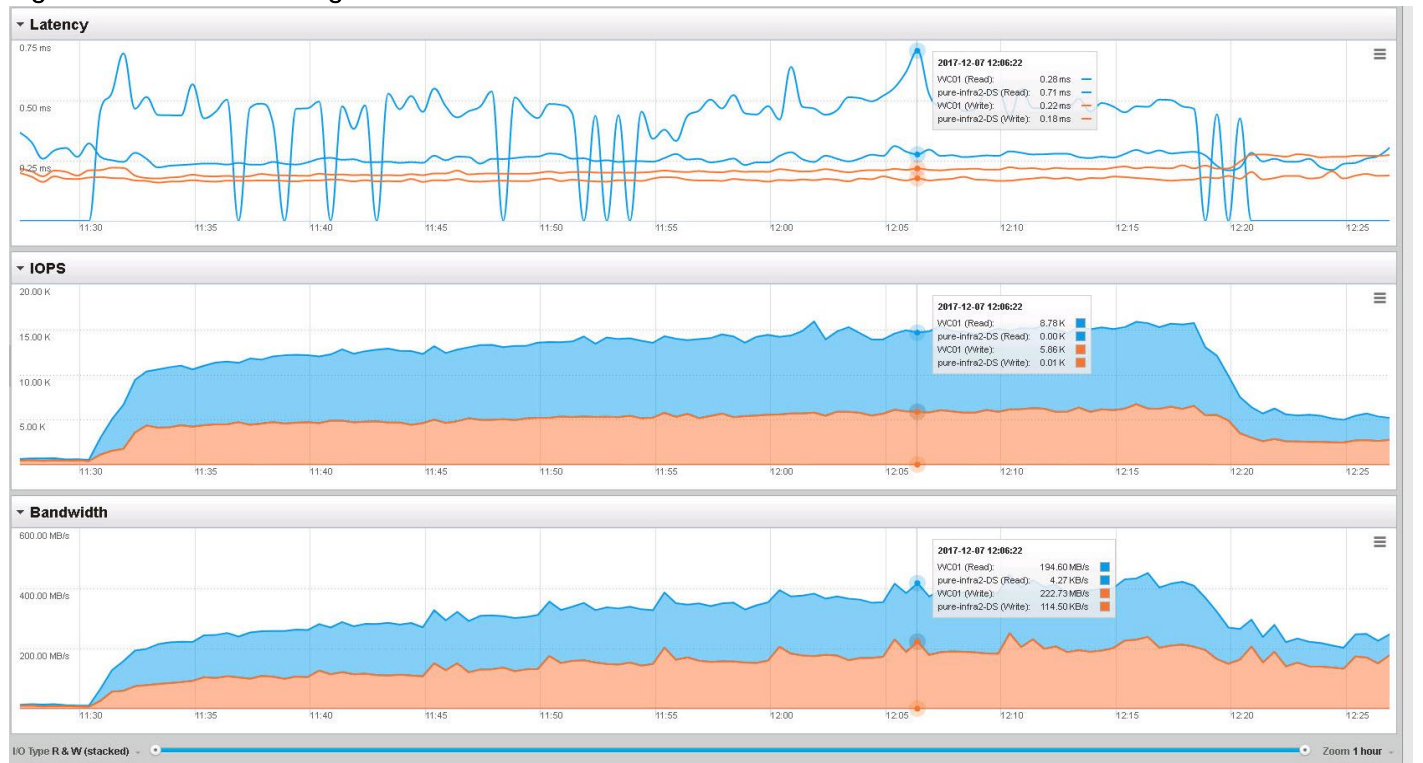 Latency
0.75 ms
0.50 ms
0.25 ms
2017-12-07 12:06:22
WC01 (Read): 0.28 ms
pure-infra2-DS (Read): 0.71 ms
WC01 (Write): 0.22 ms
pure-infra2-DS (Write): 0.18 ms
11:30 11:35 11:40 11:45 11:50 11:55 12:00 12:05 12:10 12:15 12:20 12:25
IOPS
20.00 K
15.00 K
10.00 K
5.00 K
2017-12-07 12:06:22
WC01 (Read): 8.78 K
pure-infra2-DS (Read): 0.00 K
WC01 (Write): 5.86 K
pure-infra2-DS (Write): 0.01 K
11:30 11:35 11:40 11:45 11:50 11:55 12:00 12:05 12:10 12:15 12:20 12:25
Bandwidth
600.00 MB/s
400.00 MB/s
200.00 MB/s
2017-12-07 12:06:22
WC01 (Read): 194.60 MB/s
pure-infra2-DS (Read): 4.27 KB/s
WC01 (Write): 222.73 MB/s
pure-infra2-DS (Write): 114.50 KB/s
11:30 11:35 11:40 11:45 11:50 11:55 12:00 12:05 12:10 12:15 12:20 12:25
I/O Type R & W (stacked) Zoom 1 hour